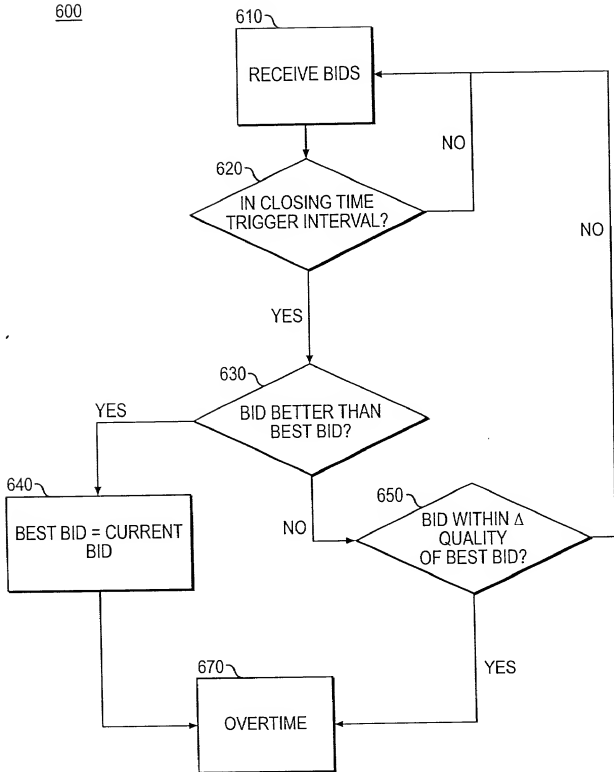 600
610
RECEIVE BIDS
NO
620
IN CLOSING TIME
TRIGGER INTERVAL?
NO
YES
630
BID BETTER THAN
BEST BID?
YES
640
BEST BID = CURRENT
BID
NO
650
BID WITHIN Δ
QUALITY
OF BEST BID?
YES
670
OVERTIME